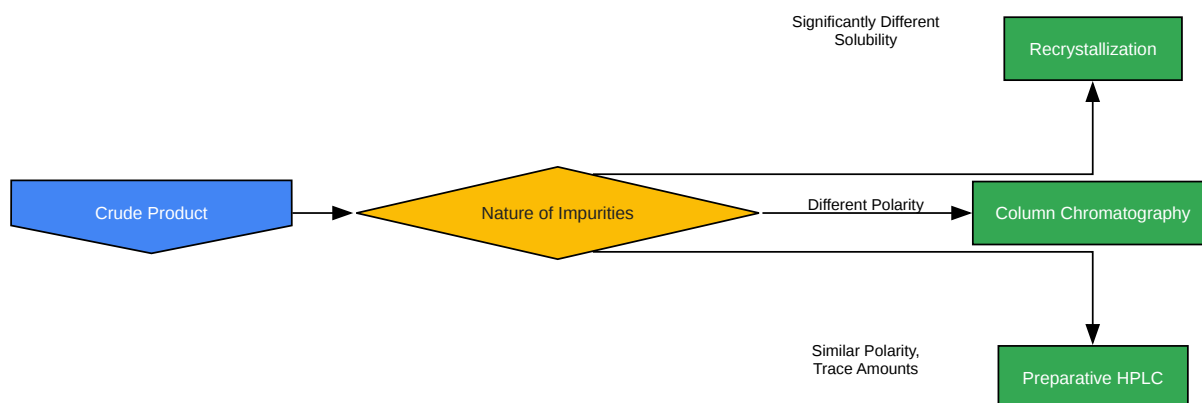 Significantly Different
Solubility
Recrystallization
Crude Product
Nature of Impurities
Different Polarity
Column Chromatography
Similar Polarity,
Trace Amounts
Preparative HPLC